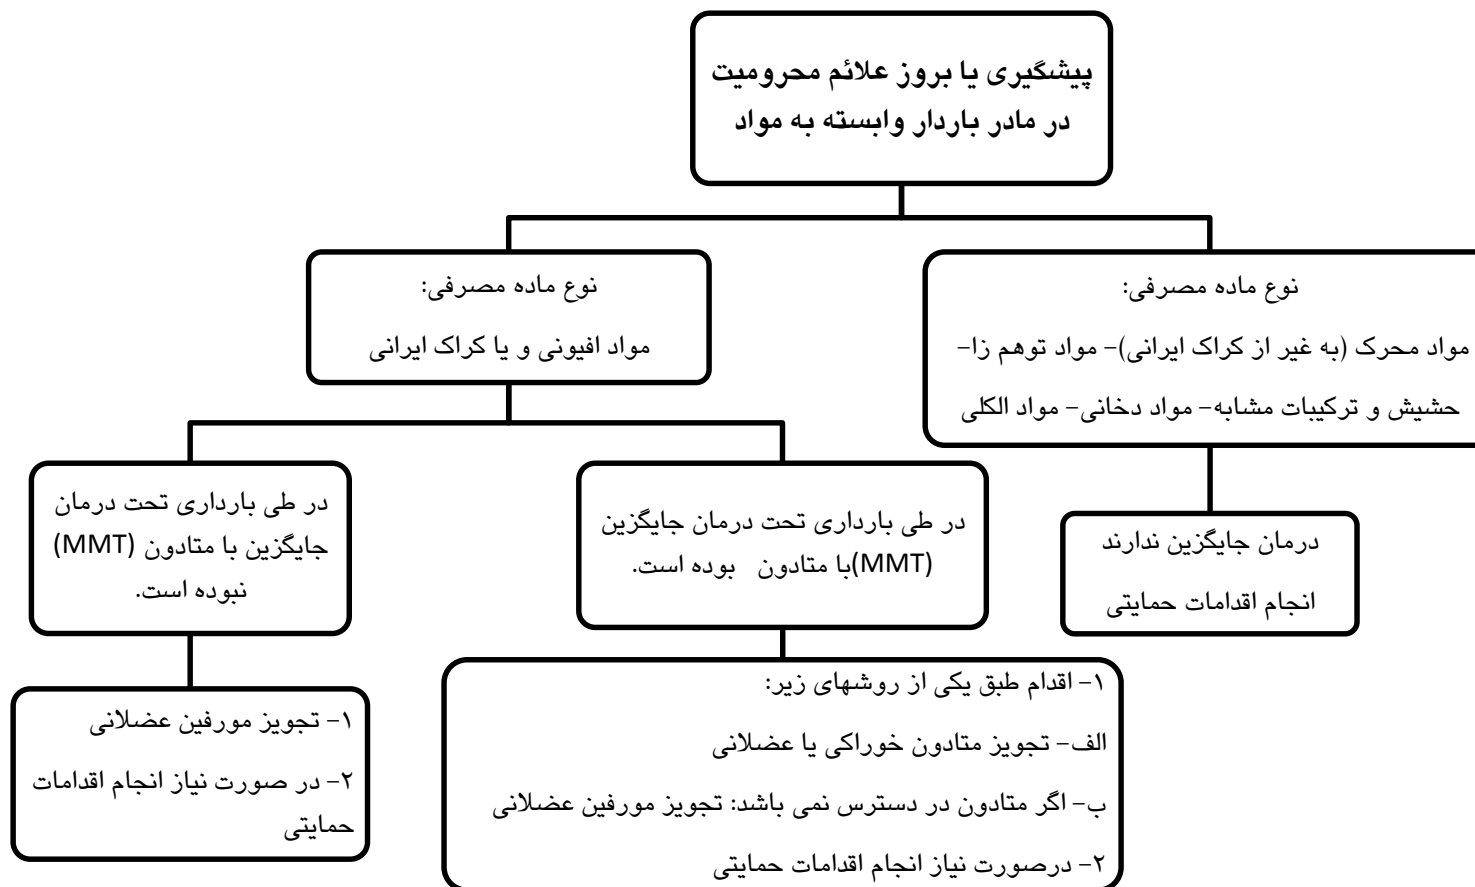 پیشگیری یا بروز علائم محرومیت
در مادر باردار وابسته به مواد
نوع ماده مصرفی:
مواد محرک (به غیر از کراک ایرانی)- مواد توهم زا-
حشیش و ترکیبات مشابه- مواد دخانی- مواد الکلی
نوع ماده مصرفی:
مواد افیونی و یا کراک ایرانی
درمان جایگزین ندارند
انجام اقدامات حمایتی
در طی بارداری تحت درمان جایگزین
با متادون (MMT) بوده است.
در طی بارداری تحت درمان
جایگزین با متادون (MMT)
نبوده است.
۱- اقدام طبق یکی از روشهای زیر:
الف- تجویز متادون خوراکی یا عضلانی
ب- اگر متادون در دسترس نمی باشد: تجویز مورفین عضلانی
۲- درصورت نیاز انجام اقدامات حمایتی
۱- تجویز مورفین عضلانی
۲- در صورت نیاز انجام اقدامات
حمایتی